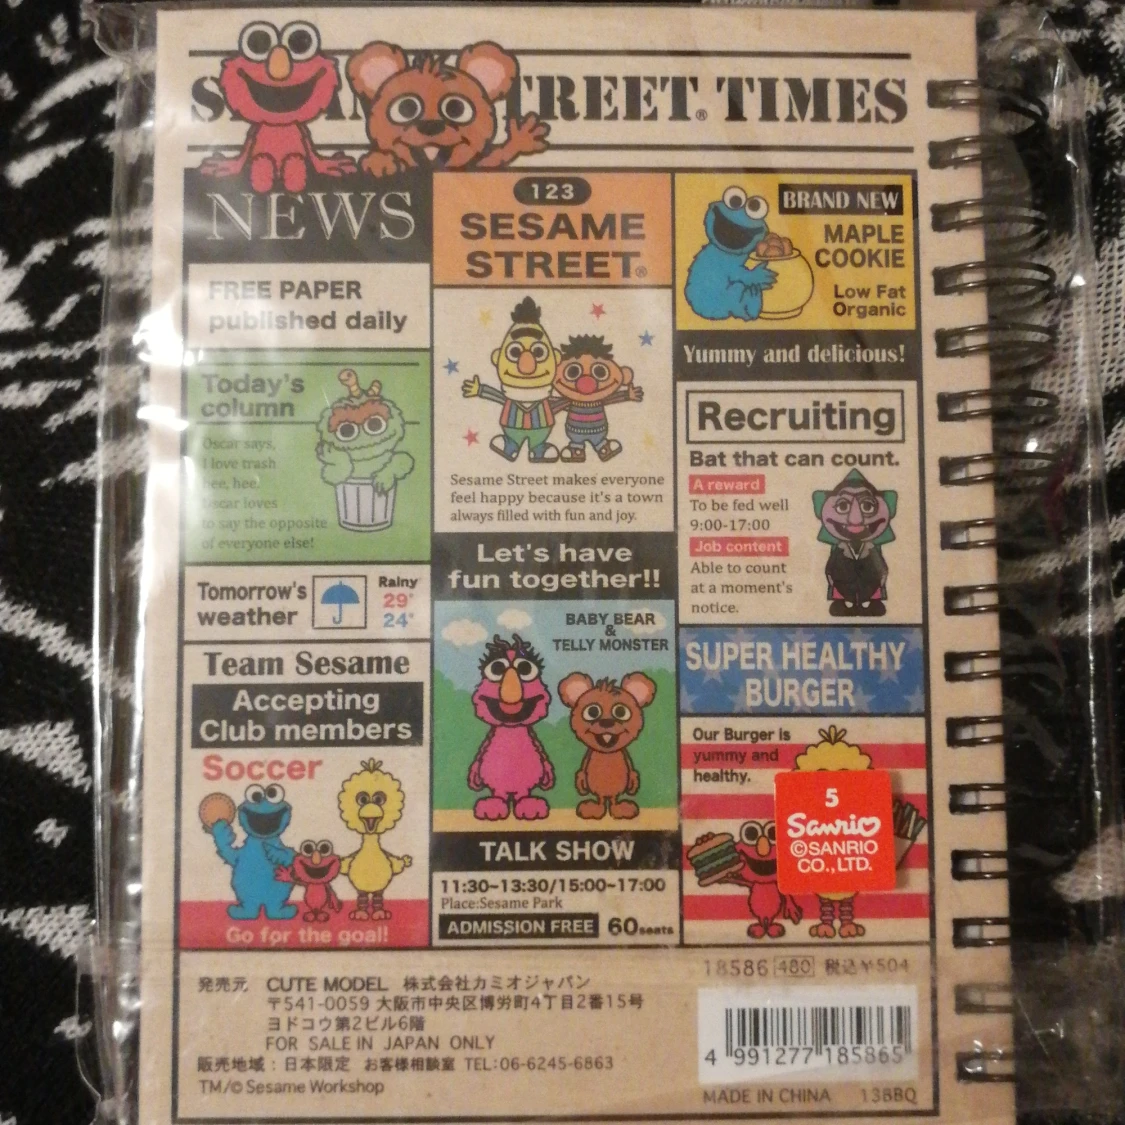 STREET® TIMES
NEWS
FREE PAPER
published daily
Today's
column
Oscar says,
I love trash
hee, hee!
Oscar loves
to say the opposite
of everyone else!
Tomorrow's
weather
Rainy
29°
24°
Team Sesame
Accepting
Club members
Soccer
Go for the goal!
123
SESAME
STREET®
Sesame Street makes everyone
feel happy because it's a town
always filled with fun and joy.
Let's have
fun together!!
BABY BEAR
&
TELLY MONSTER
TALK SHOW
11:30~13:30/15:00~17:00
Place:Sesame Park
ADMISSION FREE 60seats
BRAND NEW
MAPLE
COOKIE
Low Fat
Organic
Yummy and delicious!
Recruiting
Bat that can count.
A reward
To be fed well
9:00-17:00
Job content
Able to count
at a moment's
notice.
SUPER HEALTHY
BURGER
Our Burger is
yummy and
healthy.
5
Sanrio
©SANRIO
CO.,LTD.
発売元 CUTE MODEL 株式会社カミオジャパン
〒541-0059 大阪市中央区博労町4丁目2番15号
ヨドコウ第2ビル6階
FOR SALE IN JAPAN ONLY
販売地域：日本限定 お客様相談室 TEL:06-6245-6863
TM/© Sesame Workshop
18586 480 税込¥504
4 991277 185865
MADE IN CHINA 138BQ